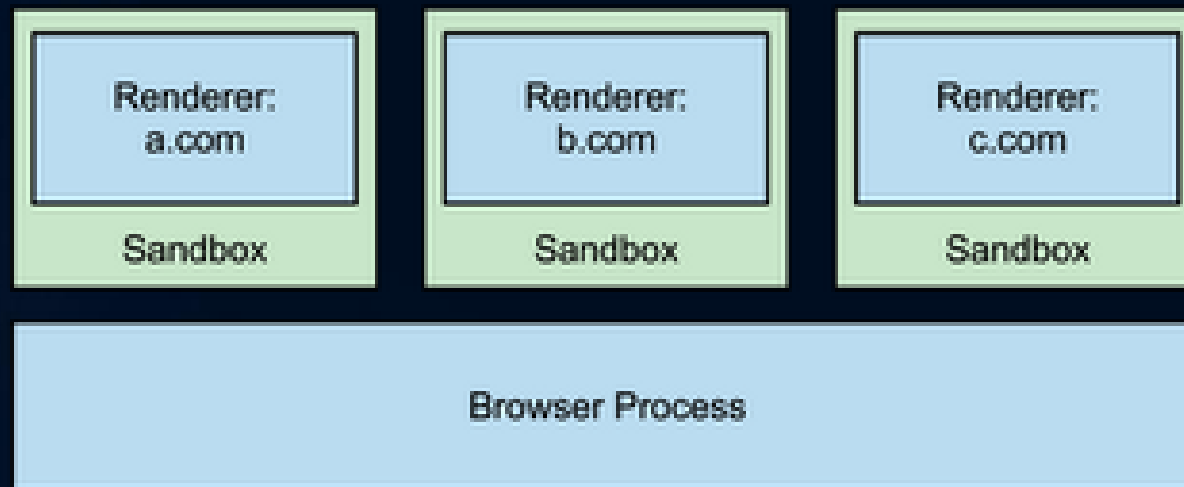 Renderer:
a.com
Sandbox
Renderer:
b.com
Sandbox
Renderer:
c.com
Sandbox
Browser Process